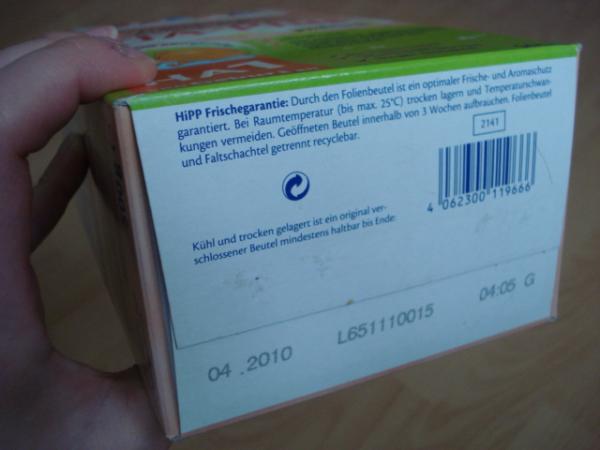 HiPP Frischegarantie: Durch den Folienbeutel ist ein optimaler Frische- und Aromaschutz
garantiert. Bei Raumtemperatur (bis max. 25°C) trocken lagern und Temperaturschwan-
kungen vermeiden. Geöffneten Beutel innerhalb von 3 Wochen aufbrauchen. Folienbeutel
und Faltschachtel getrennt recyclebar.
2141
4 062300 119666
Kühl und trocken gelagert ist ein original ver-
schlossener Beutel mindestens haltbar bis Ende:
04 .2010 L651110015 04:05 G